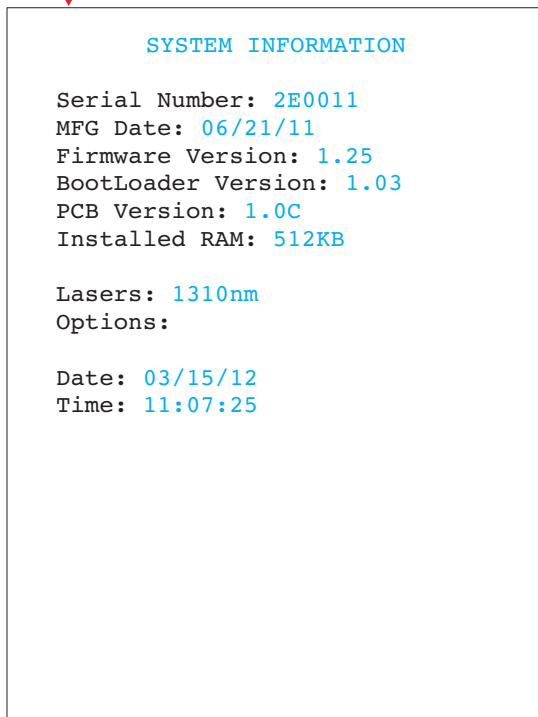 SYSTEM INFORMATION
Serial Number: 2E0011
MFG Date: 06/21/11
Firmware Version: 1.25
BootLoader Version: 1.03
PCB Version: 1.0C
Installed RAM: 512KB
Lasers: 1310nm
Options:
Date: 03/15/12
Time: 11:07:25